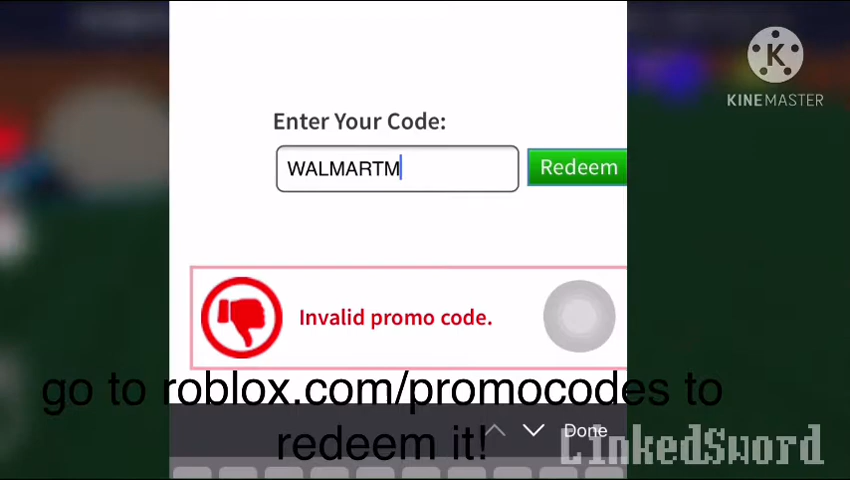 KINEMASTER
Enter Your Code:
WALMARTM
Redeem
Invalid promo code.
go to roblox.com/promocodes to
redeem it!
Done
LinkedSword